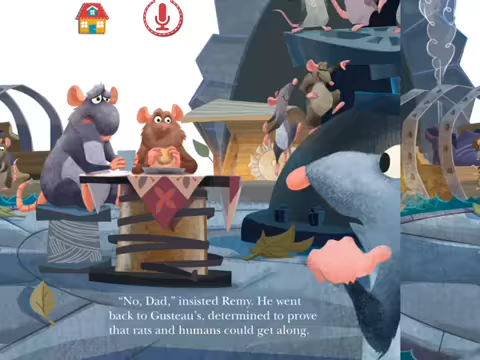 “No, Dad,” insisted Remy. He went
back to Gusteau’s, determined to prove
that rats and humans could get along.